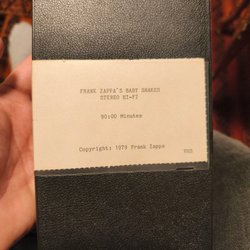 FRANK ZAPPA'S BABY SNAKES
STEREO HI-FI
90:00 Minutes
Copyright: 1979 Frank Zappa